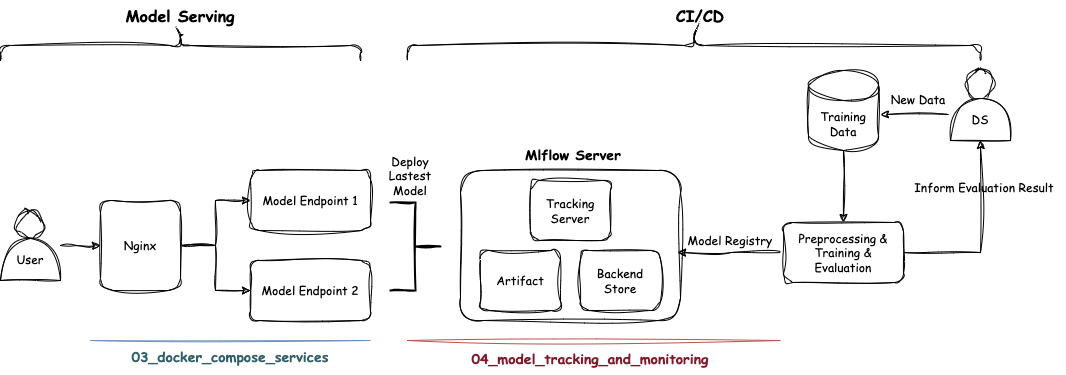 Model Serving
CI/CD
New Data
Training
Data
DS
Deploy
Lastest
Model
Mlflow Server
Inform Evaluation Result
Model Endpoint 1
Tracking
Server
User
Nginx
Model Registry
Preprocessing &
Training &
Evaluation
Model Endpoint 2
Artifact
Backend
Store
03_docker_compose_services
04_model_tracking_and_monitoring